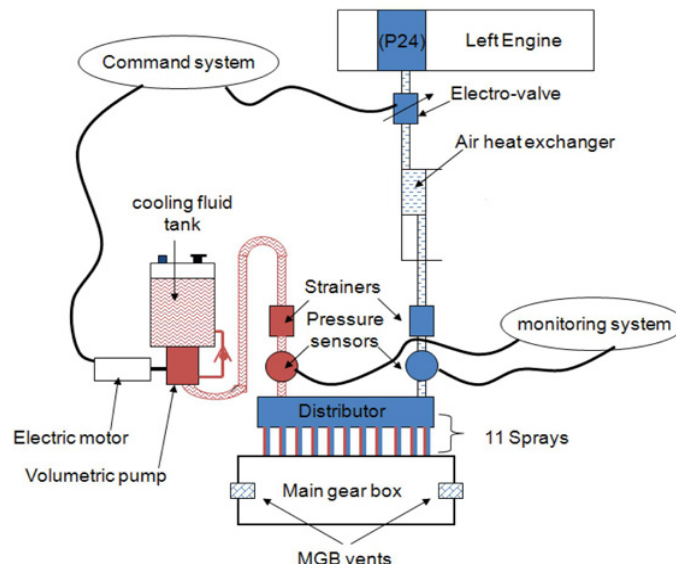 (P24)
Left Engine
Command system
Electro-valve
Air heat exchanger
cooling fluid
tank
Strainers
Pressure
sensors
monitoring system
Distributor
11 Sprays
Electric motor
Volumetric pump
Main gear box
MGB vents